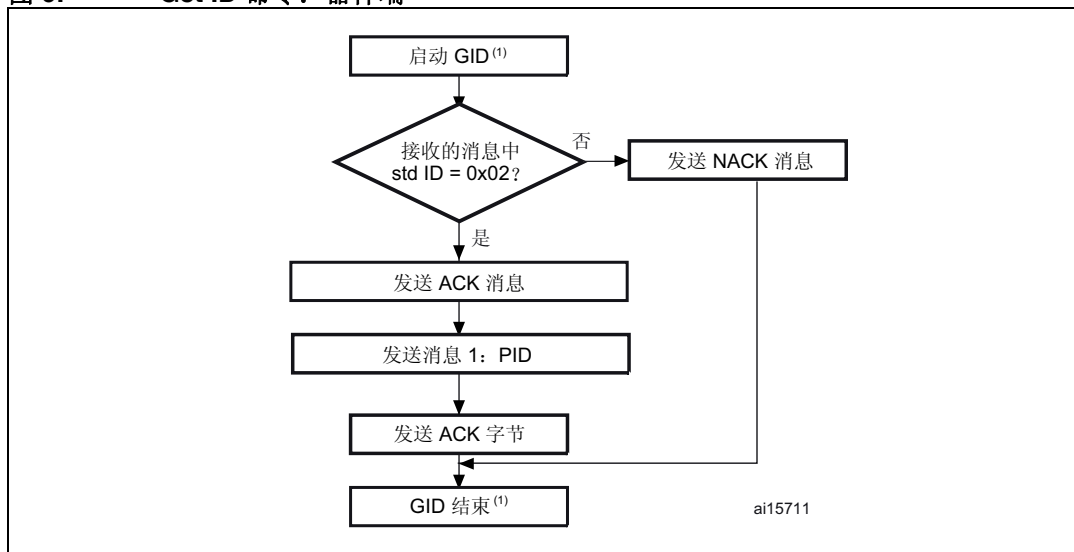 启动 GID (1)
接收的消息中
std ID = 0x02?
否
发送 NACK 消息
是
发送 ACK 消息
发送消息 1: PID
发送 ACK 字节
GID 结束 (1)
ai15711